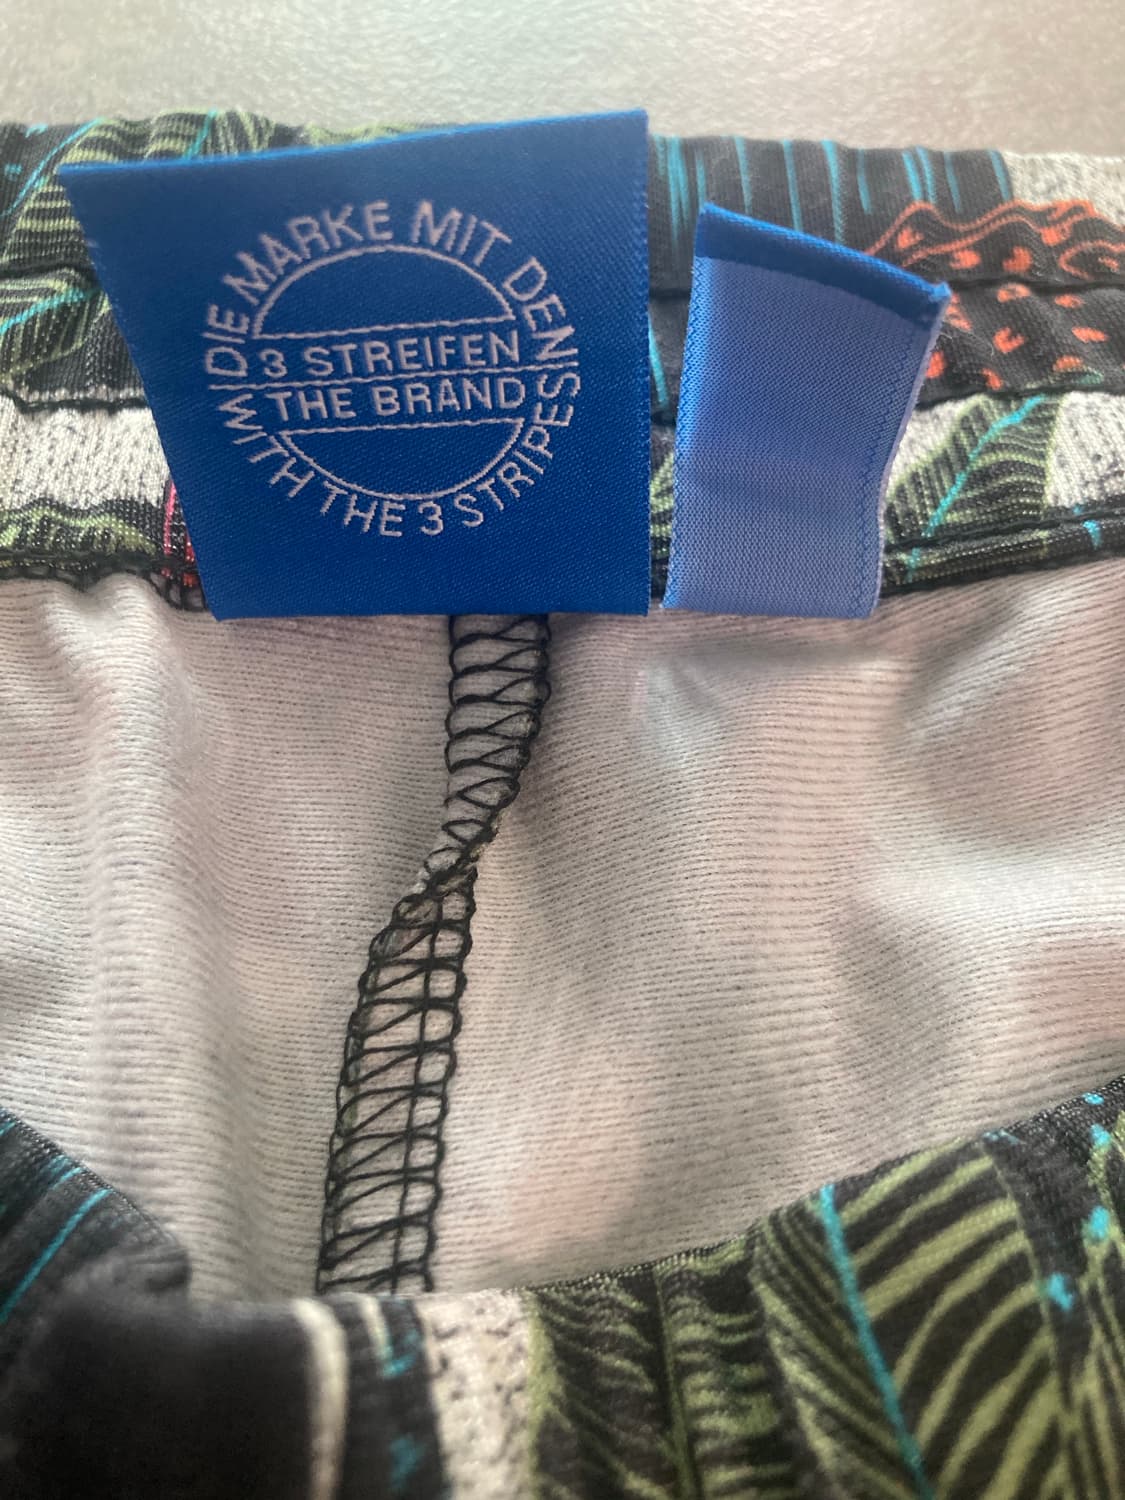 DIE MARKE MIT DEN
3 STREIFEN
THE BRAND
WITH THE 3 STRIPES